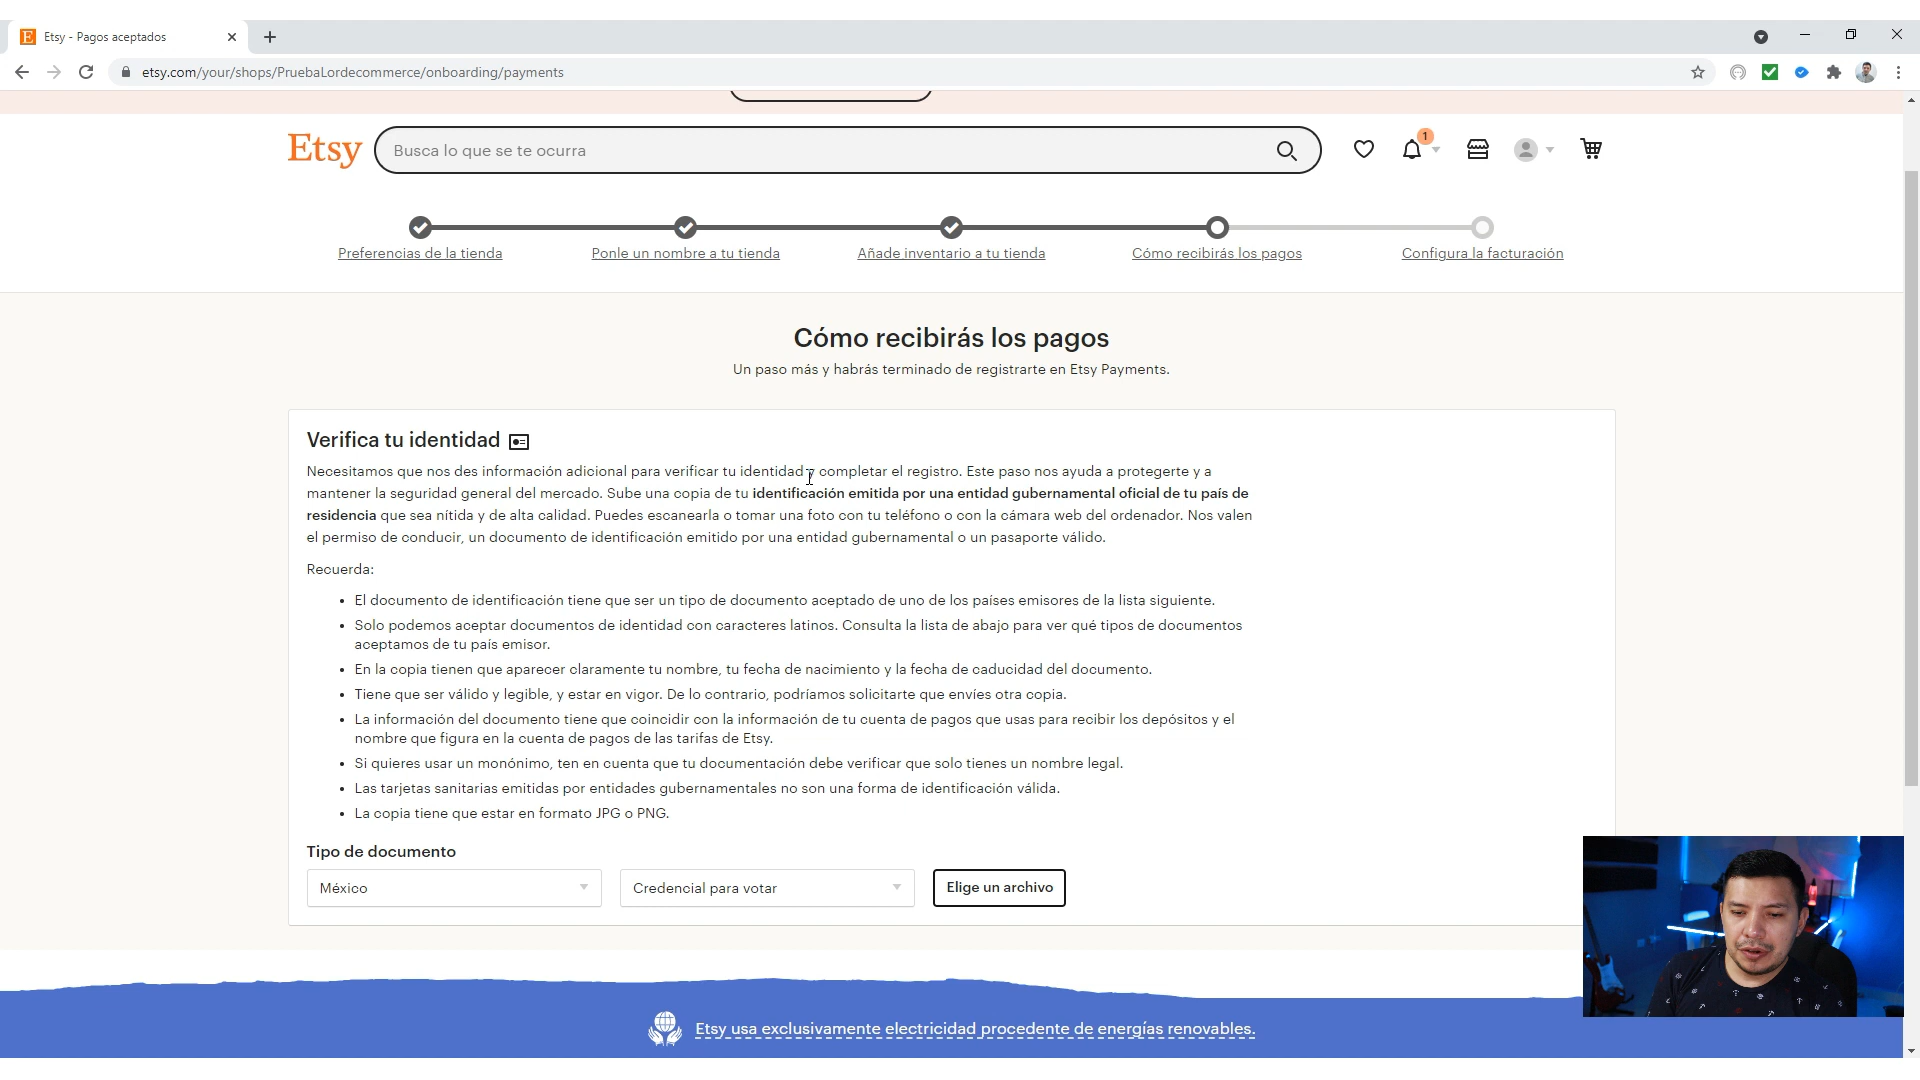 Etsy - Pagos aceptados
etsy.com/your/shops/PruebaLordecommerce/onboarding/payments
Etsy
Busca lo que se te ocurra
1
Preferencias de la tienda
Ponle un nombre a tu tienda
Añade inventario a tu tienda
Cómo recibirás los pagos
Configura la facturación
Cómo recibirás los pagos
Un paso más y habrás terminado de registrarte en Etsy Payments.
Verifica tu identidad
Necesitamos que nos des información adicional para verificar tu identidad y completar el registro. Este paso nos ayuda a protegerte y a
mantener la seguridad general del mercado. Sube una copia de tu identificación emitida por una entidad gubernamental oficial de tu país de
residencia que sea nítida y de alta calidad. Puedes escanearla o tomar una foto con tu teléfono o con la cámara web del ordenador. Nos valen
el permiso de conducir, un documento de identificación emitido por una entidad gubernamental o un pasaporte válido.
Recuerda:
• El documento de identificación tiene que ser un tipo de documento aceptado de uno de los países emisores de la lista siguiente.
• Solo podemos aceptar documentos de identidad con caracteres latinos. Consulta la lista de abajo para ver qué tipos de documentos
aceptamos de tu país emisor.
• En la copia tienen que aparecer claramente tu nombre, tu fecha de nacimiento y la fecha de caducidad del documento.
• Tiene que ser válido y legible, y estar en vigor. De lo contrario, podríamos solicitarte que envíes otra copia.
• La información del documento tiene que coincidir con la información de tu cuenta de pagos que usas para recibir los depósitos y el
nombre que figura en la cuenta de pagos de las tarifas de Etsy.
• Si quieres usar un monónimo, ten en cuenta que tu documentación debe verificar que solo tienes un nombre legal.
• Las tarjetas sanitarias emitidas por entidades gubernamentales no son una forma de identificación válida.
• La copia tiene que estar en formato JPG o PNG.
Tipo de documento
México
Credencial para votar
Elige un archivo
Etsy usa exclusivamente electricidad procedente de energías renovables.